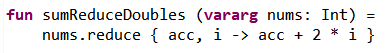 fun sumReduceDoubles (vararg nums: Int) =
    nums.reduce { acc, i -> acc + 2 * i }